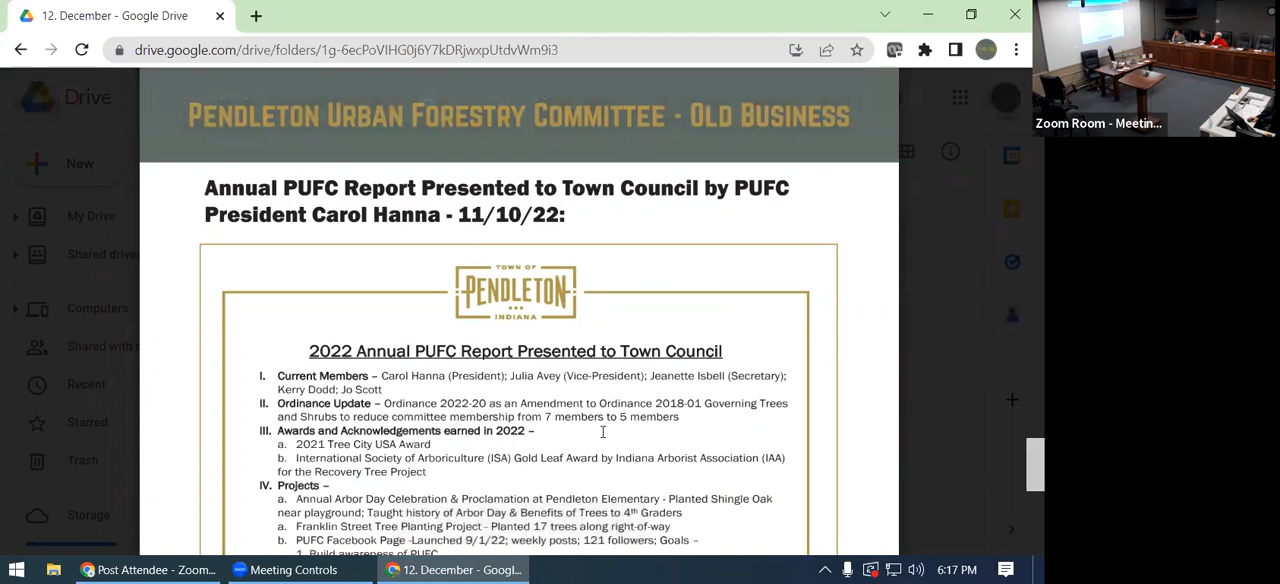 12. December - Google Drive
drive.google.com/drive/folders/1g-6ecPoVIHG0j6Y7kDRjwxpUtdvWm9i3
Drive
New
My Drive
Shared drive
Computers
Shared with
Recent
Starred
Trash
Storage
PENDLETON URBAN FORESTRY COMMITTEE - OLD BUSINESS
Annual PUFC Report Presented to Town Council by PUFC
President Carol Hanna - 11/10/22:
TOWN OF
PENDLETON
INDIANA
2022 Annual PUFC Report Presented to Town Council
I. Current Members – Carol Hanna (President); Julia Avey (Vice-President); Jeanette Isbell (Secretary);
Kerry Dodd; Jo Scott
II. Ordinance Update – Ordinance 2022-20 as an Amendment to Ordinance 2018-01 Governing Trees
and Shrubs to reduce committee membership from 7 members to 5 members
III. Awards and Acknowledgements earned in 2022 –
a. 2021 Tree City USA Award
b. International Society of Arboriculture (ISA) Gold Leaf Award by Indiana Arborist Association (IAA)
for the Recovery Tree Project
IV. Projects –
a. Annual Arbor Day Celebration & Proclamation at Pendleton Elementary - Planted Shingle Oak
near playground; Taught history of Arbor Day & Benefits of Trees to 4th Graders
a. Franklin Street Tree Planting Project - Planted 17 trees along right-of-way
b. PUFC Facebook Page -Launched 9/1/22; weekly posts; 121 followers; Goals –
1. Build awareness of PUFC
Zoom Room - Meetin...
Post Attendee - Zoom...
Meeting Controls
12. December - Googl...
6:17 PM